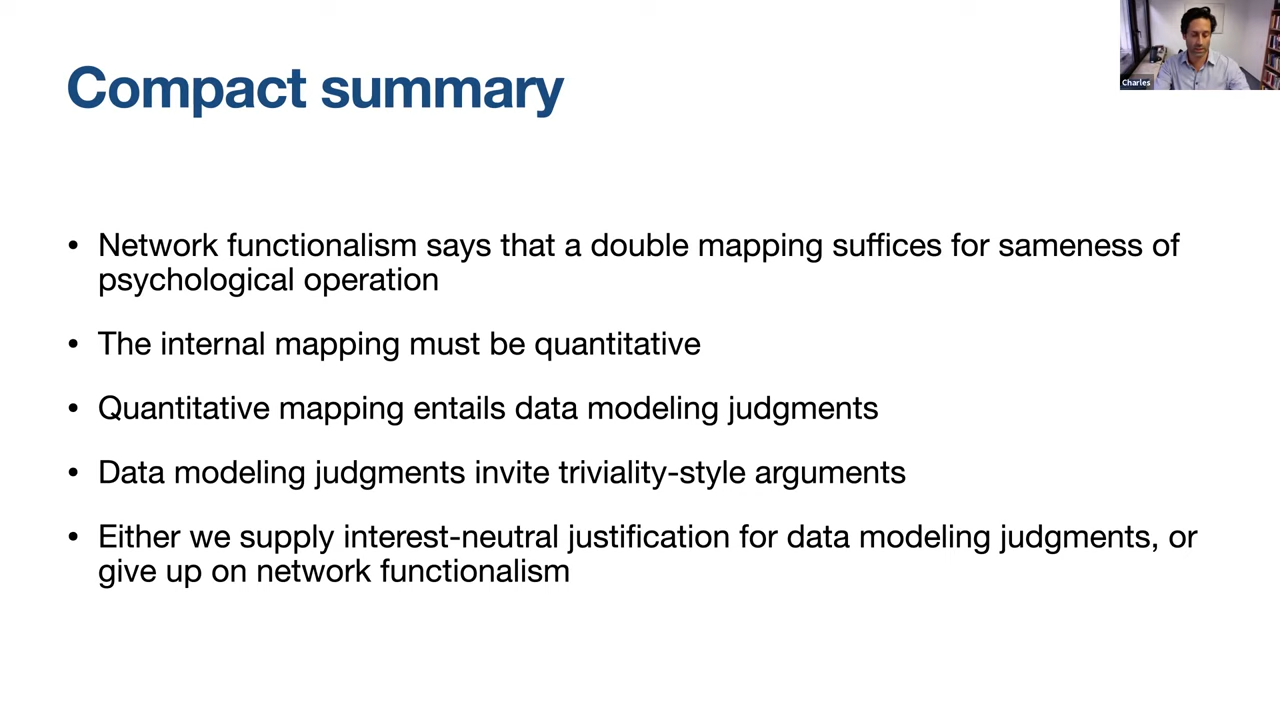 Compact summary
Charles
• Network functionalism says that a double mapping suffices for sameness of
psychological operation
• The internal mapping must be quantitative
• Quantitative mapping entails data modeling judgments
• Data modeling judgments invite triviality-style arguments
• Either we supply interest-neutral justification for data modeling judgments, or
give up on network functionalism